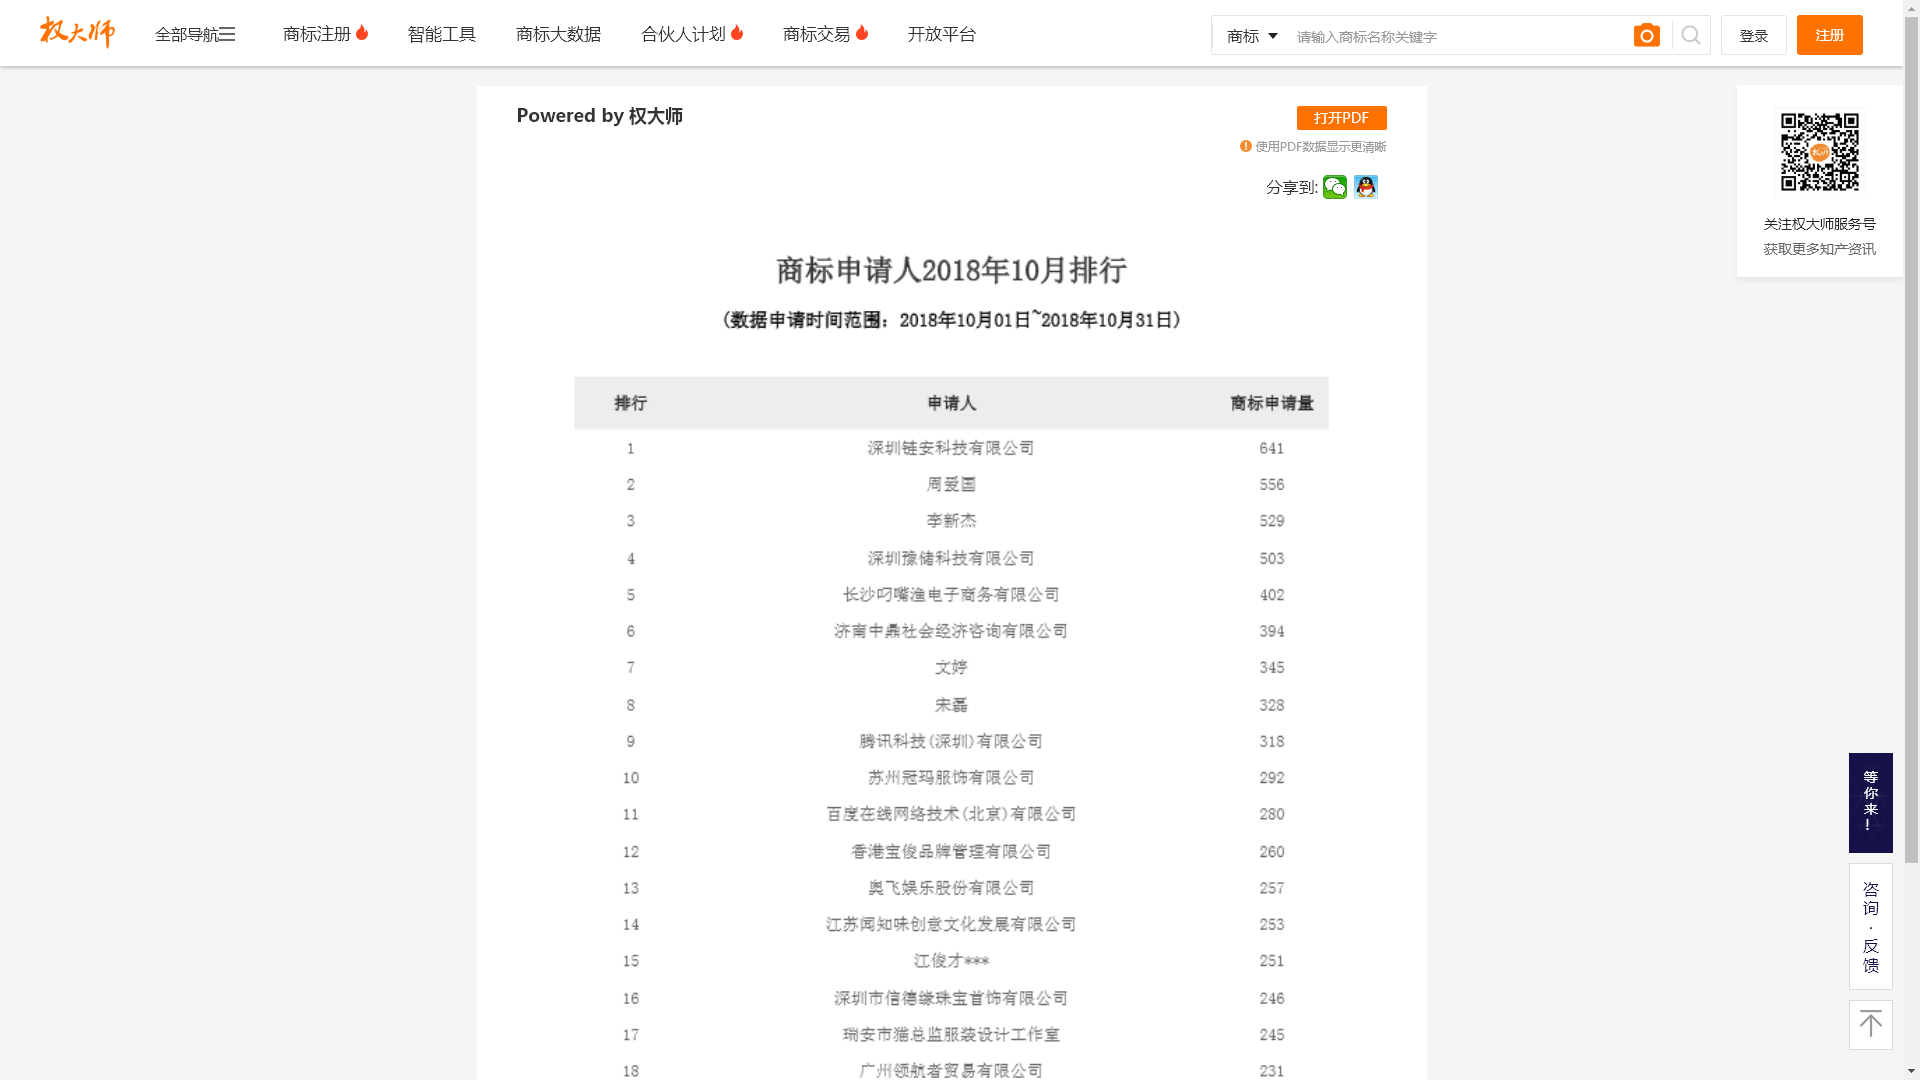 权大师 全部导航 商标注册 智能工具 商标大数据 合伙人计划 商标交易 开放平台 商标 请输入商标名称关键字 登录 注册
Powered by 权大师
打开PDF
使用PDF数据显示更清晰
分享到:
权大师
关注权大师服务号
获取更多知产资讯
商标申请人2018年10月排行
(数据申请时间范围：2018年10月01日~2018年10月31日)
排行 申请人 商标申请量
1 深圳链安科技有限公司 641
2 周爱国 556
3 李新杰 529
4 深圳豫储科技有限公司 503
5 长沙叼嘴渔电子商务有限公司 402
6 济南中鼎社会经济咨询有限公司 394
7 文婷 345
8 宋磊 328
9 腾讯科技(深圳)有限公司 318
10 苏州冠玛服饰有限公司 292
11 百度在线网络技术(北京)有限公司 280
12 香港宝俊品牌管理有限公司 260
13 奥飞娱乐股份有限公司 257
14 江苏闻知味创意文化发展有限公司 253
15 江俊才*** 251
16 深圳市信德缘珠宝首饰有限公司 246
17 瑞安市猫总监服装设计工作室 245
18 广州领航者贸易有限公司 231
等你来!
咨询·反馈